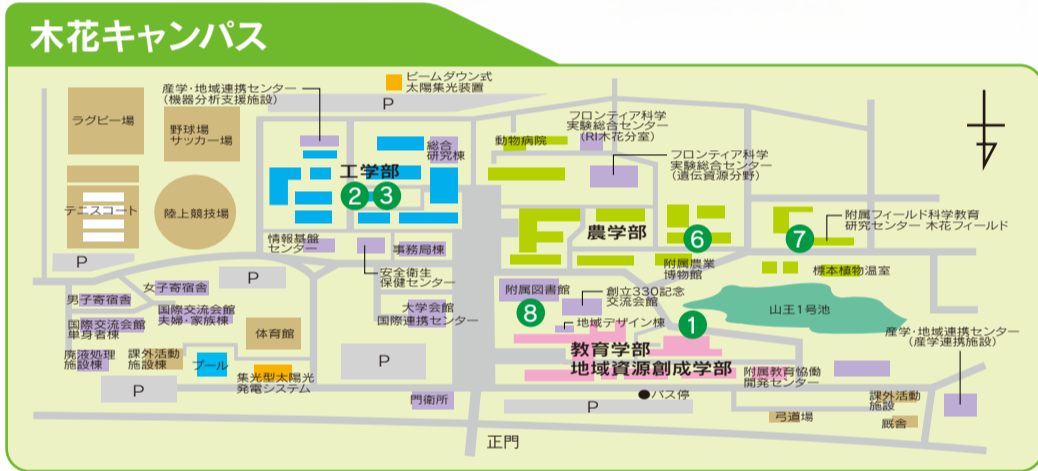 木花キャンパス
ビームダウン式
太陽集光装置
産学・地域連携センター
(機器分析支援施設)
P
ラグビー場
野球場
サッカー場
総合
研究棟
動物病院
フロンティア科学
実験総合センター
(RI木花分室)
フロンティア科学
実験総合センター
(遺伝資源分野)
工学部
2
3
テニスコート
陸上競技場
農学部
6
7
附属フィールド科学教育
研究センター 木花フィールド
情報基盤
センター
事務局棟
安全衛生
保健センター
附属農業
博物館
標本植物温室
P
P
女子寄宿舎
男子寄宿舎
国際交流会館
夫婦・家族棟
国際交流会館
単身者棟
大学会館
国際連携センター
附属図書館
8
創立330記念
交流会館
地域デザイン棟
1
山王1号池
産学・地域連携センター
(産学連携施設)
体育館
廃液処理
施設棟
課外活動
施設棟
プール
集光型太陽光
発電システム
P
P
教育学部
地域資源創成学部
附属教育協働
開発センター
門衛所
P
バス停
弓道場
課外活動
施設
厩舎
正門